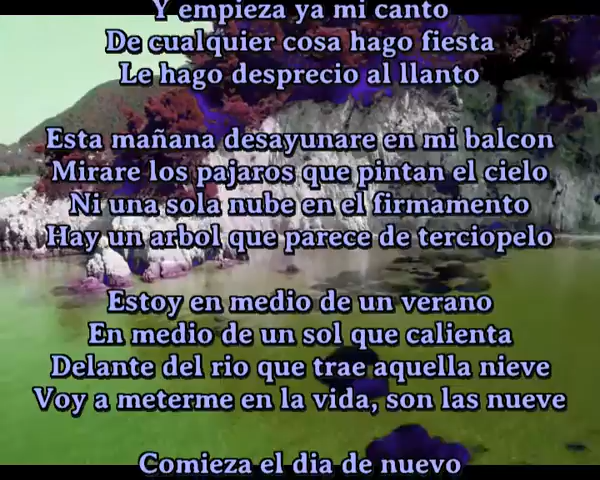 Y empieza ya mi canto
De cualquier cosa hago fiesta
Le hago desprecio al llanto
Esta mañana desayunare en mi balcon
Mirare los pajaros que pintan el cielo
Ni una sola nube en el firmamento
Hay un arbol que parece de terciopelo
Estoy en medio de un verano
En medio de un sol que calienta
Delante del rio que trae aquella nieve
Voy a meterme en la vida, son las nueve
Comieza el dia de nuevo